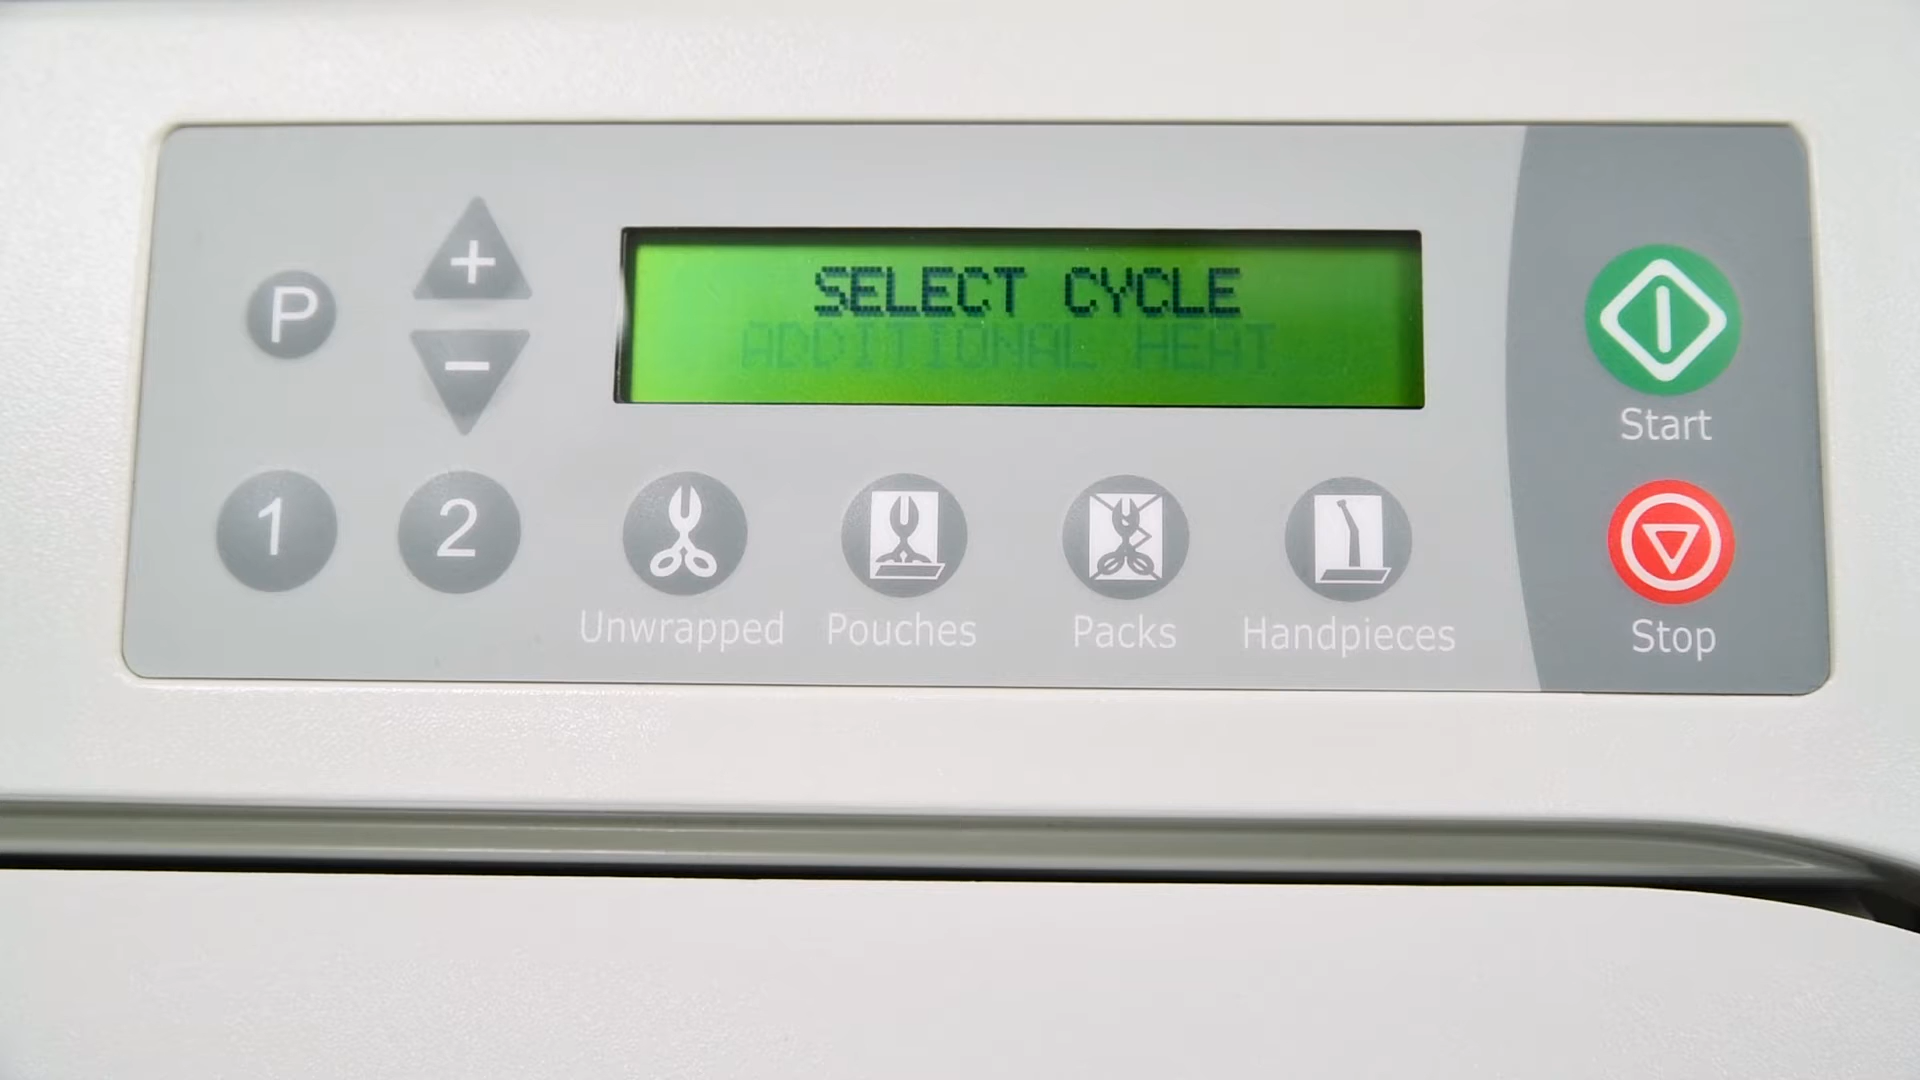 SELECT CYCLE
ADDITIONAL HEAT
P
+
−
1
2
Unwrapped
Pouches
Packs
Handpieces
Start
Stop